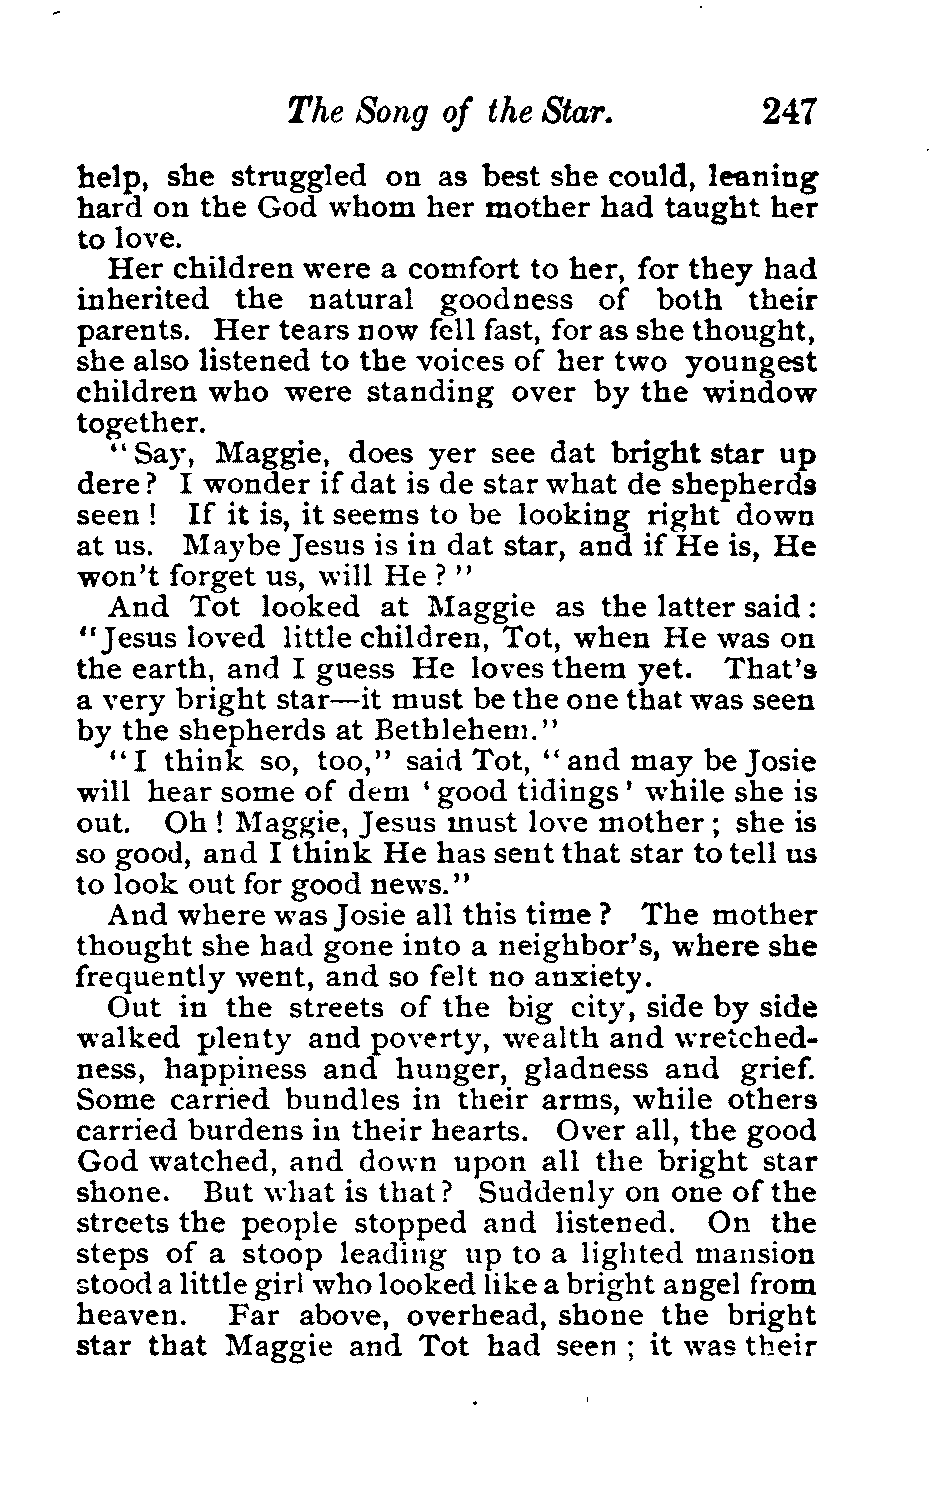 The Song of the Star. 247
help, she struggled on as best she could, leaning
hard on the God whom her mother had taught her
to love.
Her children were a comfort to her, for they had
inherited the natural goodness of both their
parents. Her tears now fell fast, for as she thought,
she also listened to the voices of her two youngest
children who were standing over by the window
together.
"Say, Maggie, does yer see dat bright star up
dere? I wonder if dat is de star what de shepherds
seen! If it is, it seems to be looking right down
at us. Maybe Jesus is in dat star, and if He is, He
won't forget us, will He?"
And Tot looked at Maggie as the latter said:
"Jesus loved little children, Tot, when He was on
the earth, and I guess He loves them yet. That's
a very bright star—it must be the one that was seen
by the shepherds at Bethlehem."
"I think so, too," said Tot, "and may be Josie
will hear some of dem 'good tidings' while she is
out. Oh! Maggie, Jesus must love mother; she is
so good, and I think He has sent that star to tell us
to look out for good news."
And where was Josie all this time? The mother
thought she had gone into a neighbor's, where she
frequently went, and so felt no anxiety.
Out in the streets of the big city, side by side
walked plenty and poverty, wealth and wretched-
ness, happiness and hunger, gladness and grief.
Some carried bundles in their arms, while others
carried burdens in their hearts. Over all, the good
God watched, and down upon all the bright star
shone. But what is that? Suddenly on one of the
streets the people stopped and listened. On the
steps of a stoop leading up to a lighted mansion
stood a little girl who looked like a bright angel from
heaven. Far above, overhead, shone the bright
star that Maggie and Tot had seen; it was their